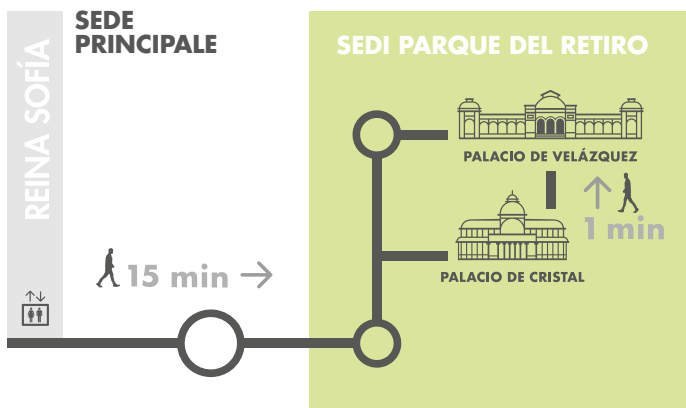 REINA SOFÍA
SEDE
PRINCIPALE
15 min
SEDI PARQUE DEL RETIRO
PALACIO DE VELÁZQUEZ
1 min
PALACIO DE CRISTAL